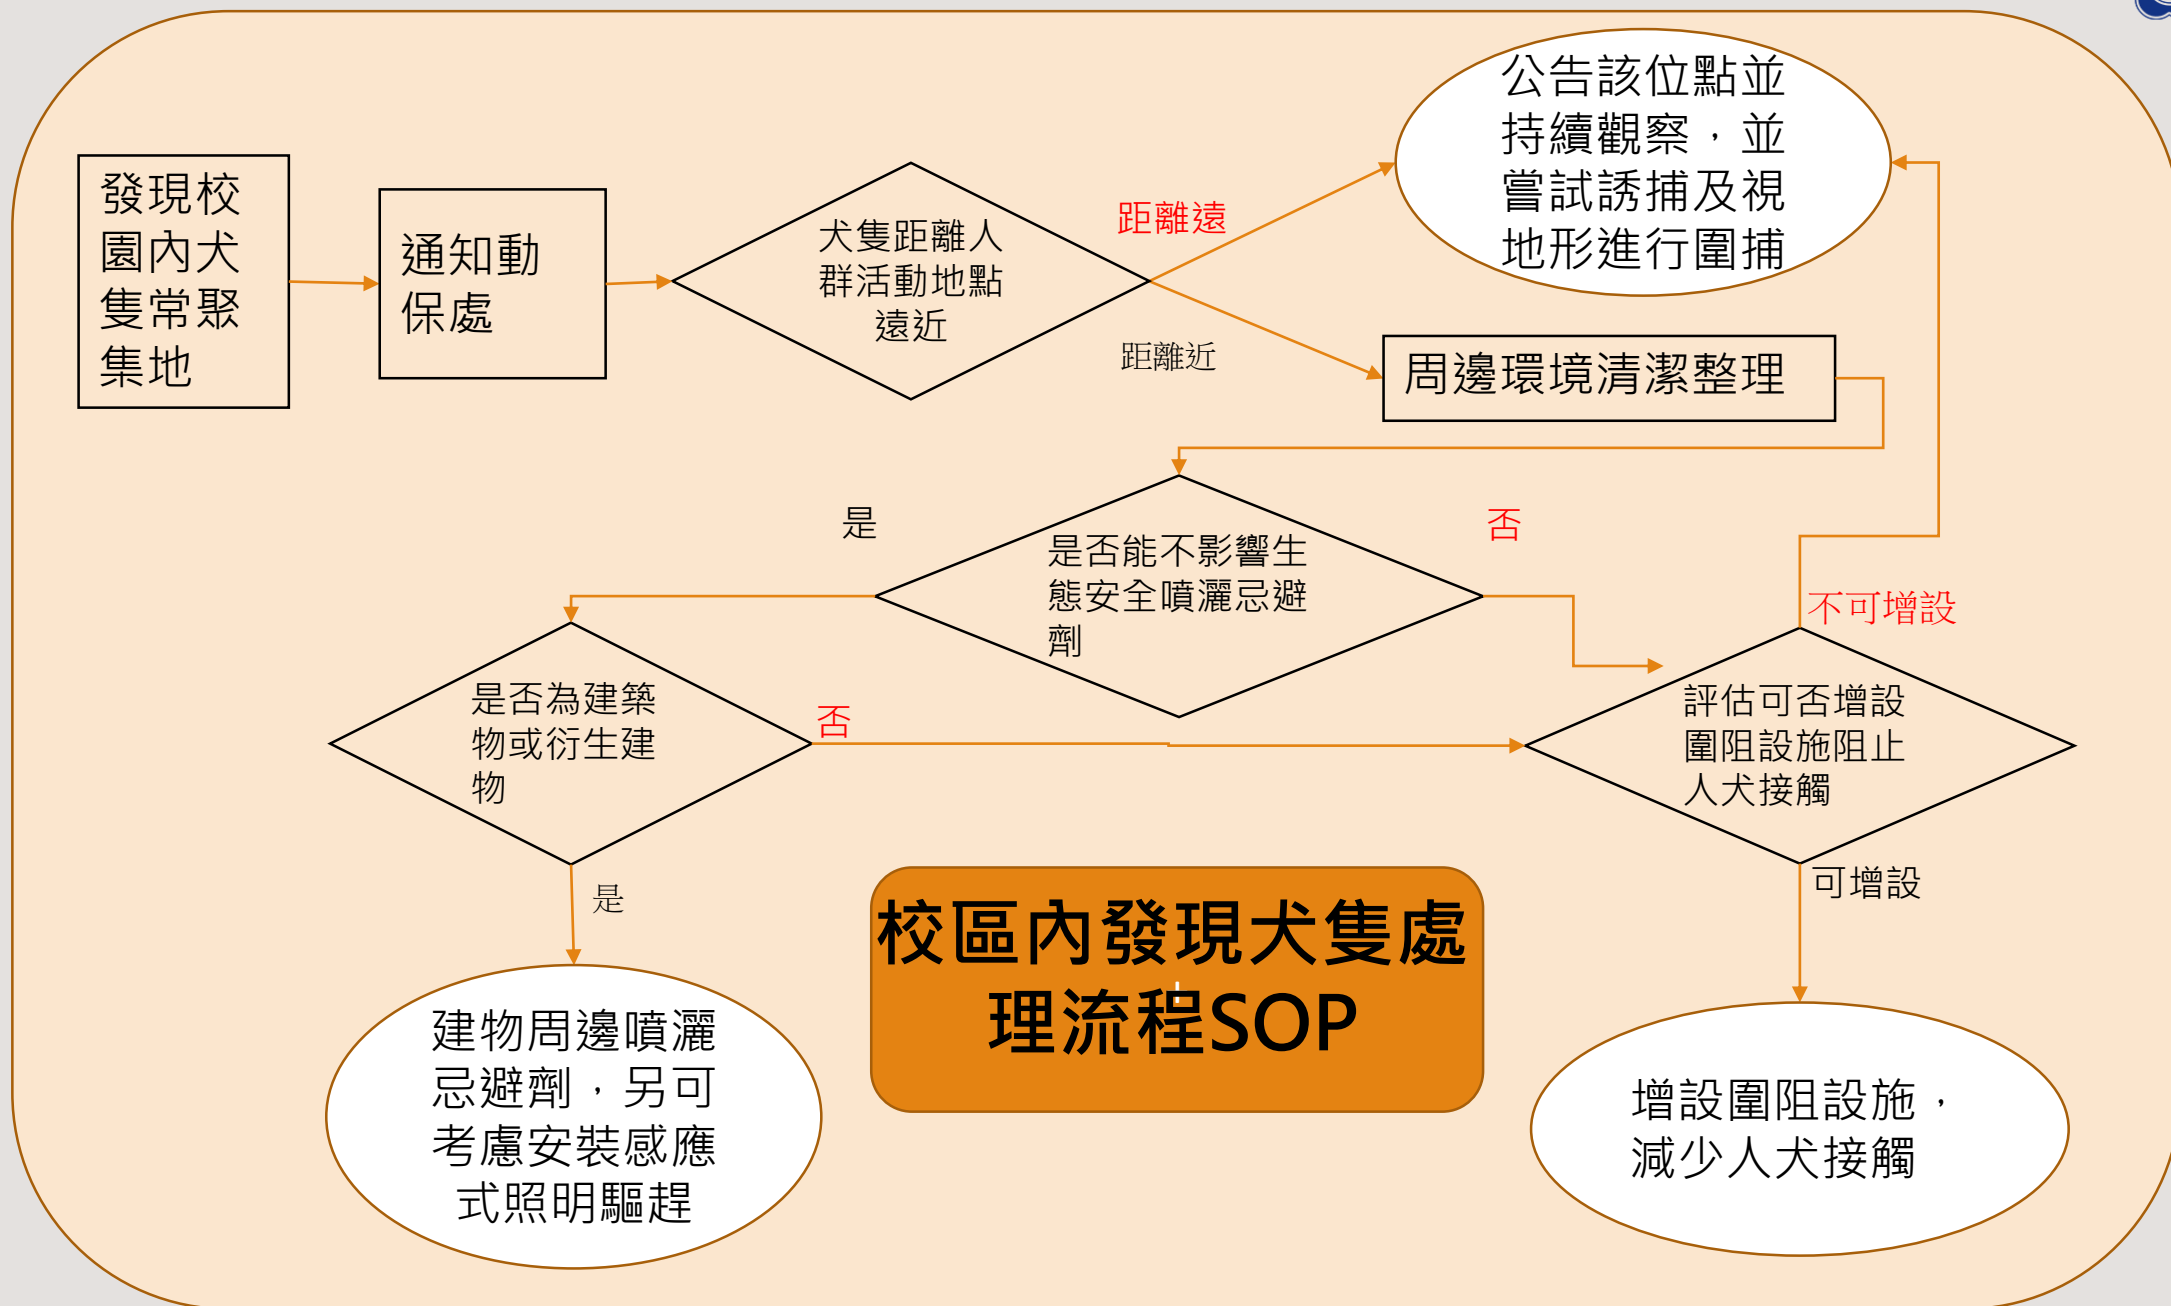 發現校
園內犬
隻常聚
集地
通知動
保處
犬隻距離人
群活動地點
遠近
距離遠
距離近
公告該位點並
持續觀察，並
嘗試誘捕及視
地形進行圍捕
周邊環境清潔整理
是
是否能不影響生
態安全噴灑忌避
劑
否
是否為建築
物或衍生建
物
否
不可增設
評估可否增設
圍阻設施阻止
人犬接觸
是
可增設
校區內發現犬隻處
理流程SOP
建物周邊噴灑
忌避劑，另可
考慮安裝感應
式照明驅趕
增設圍阻設施，
減少人犬接觸